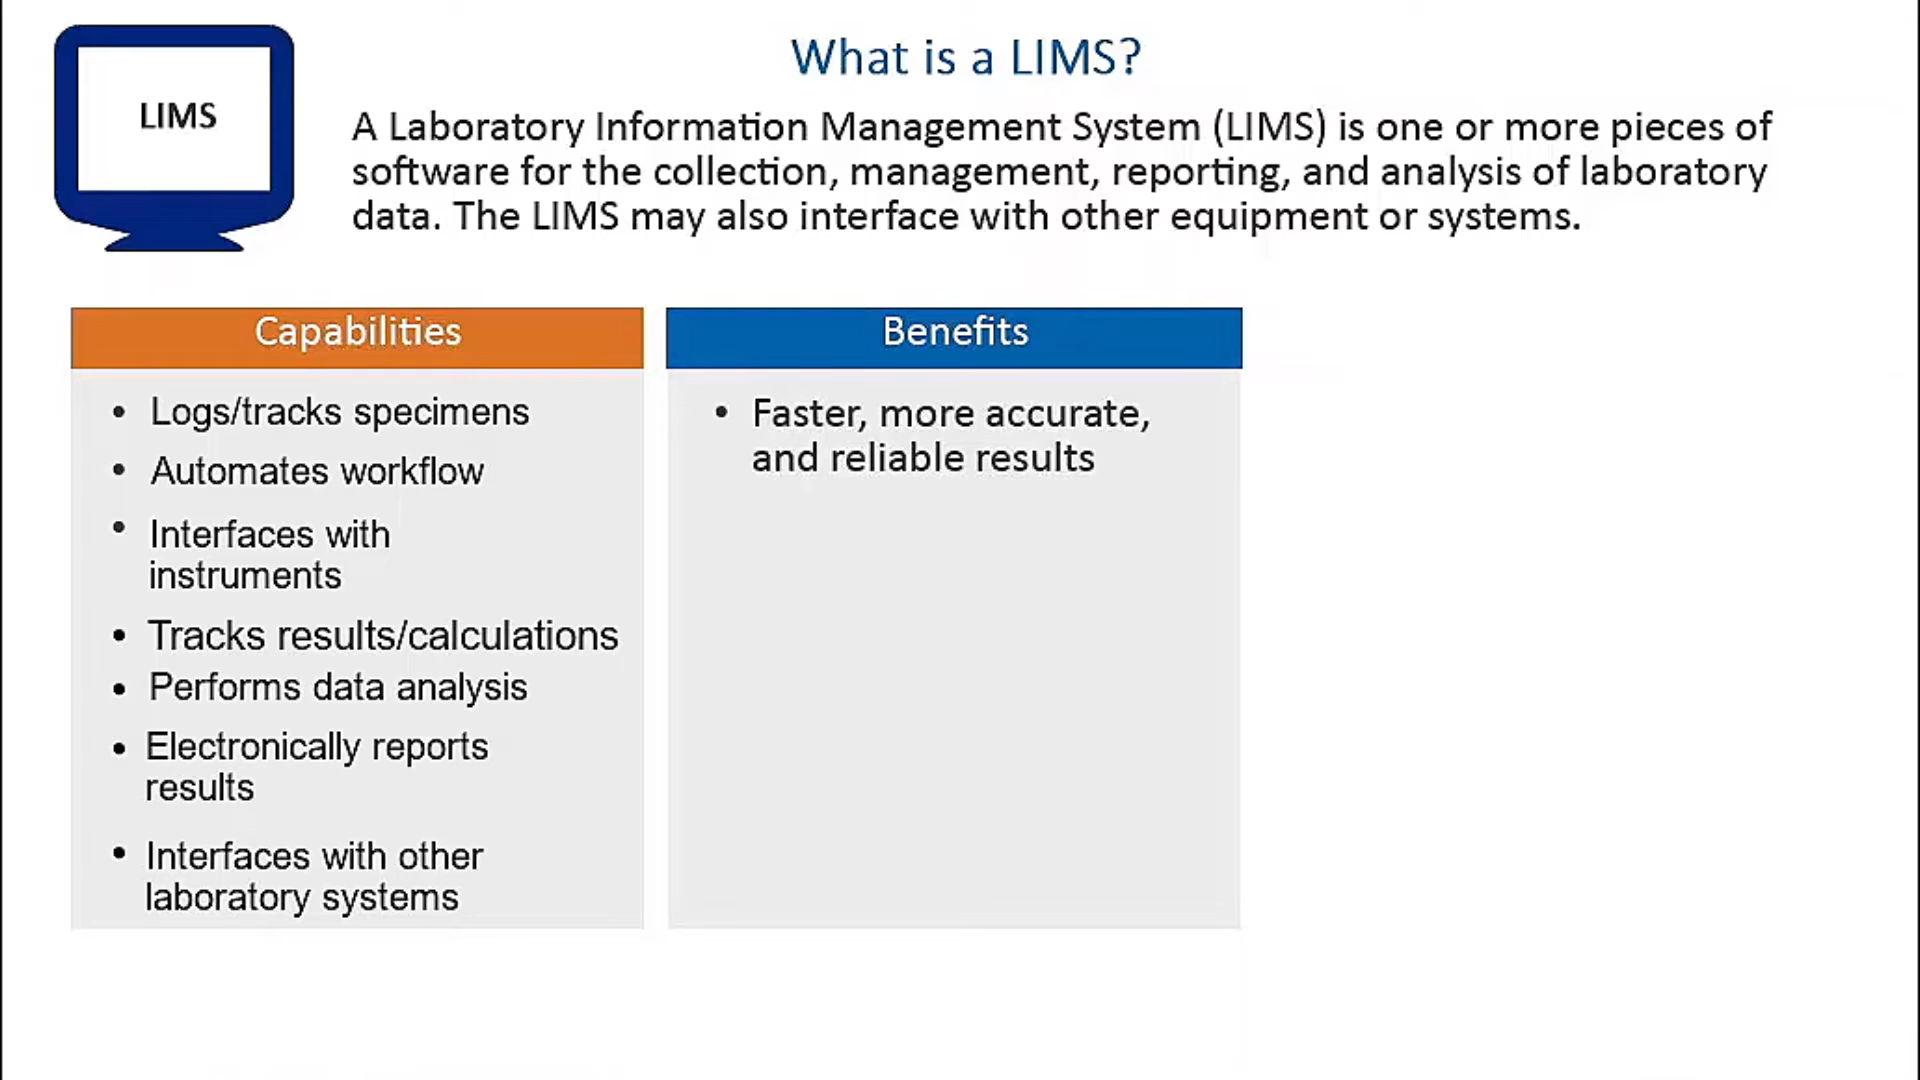 LIMS
What is a LIMS?
A Laboratory Information Management System (LIMS) is one or more pieces of
software for the collection, management, reporting, and analysis of laboratory
data. The LIMS may also interface with other equipment or systems.
Capabilities
• Logs/tracks specimens
• Automates workflow
• Interfaces with
instruments
• Tracks results/calculations
• Performs data analysis
• Electronically reports
results
• Interfaces with other
laboratory systems
Benefits
• Faster, more accurate,
and reliable results